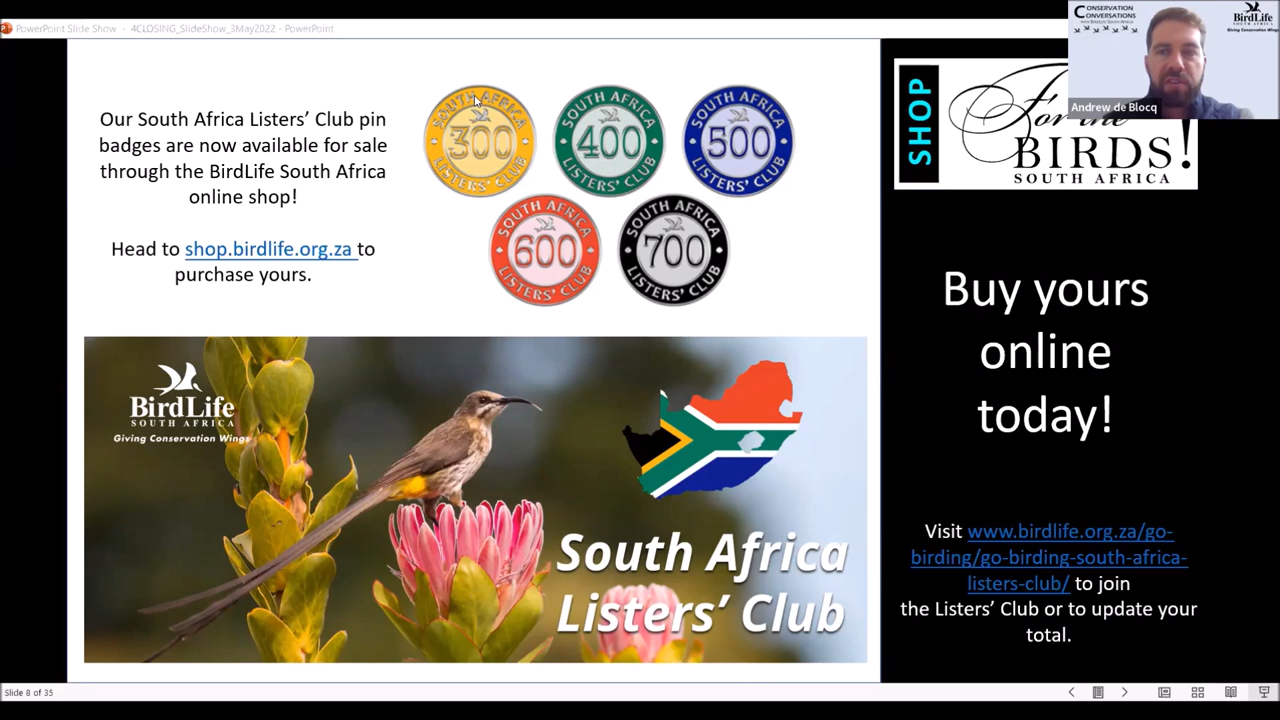 PowerPoint Slide Show - 4CLOSING_SlideShow_3May2022 - PowerPoint
CONSERVATION
CONVERSATIONS
WITH BIRDLIFE SOUTH AFRICA
BirdLife
SOUTH AFRICA
Giving Conservation Wings
Andrew de Blocq
Our South Africa Listers’ Club pin
badges are now available for sale
through the BirdLife South Africa
online shop!
Head to shop.birdlife.org.za to
purchase yours.
SOUTH AFRICA
300
LISTERS' CLUB
SOUTH AFRICA
400
LISTERS' CLUB
SOUTH AFRICA
500
LISTERS' CLUB
SOUTH AFRICA
600
LISTERS' CLUB
SOUTH AFRICA
700
LISTERS' CLUB
BirdLife
SOUTH AFRICA
Giving Conservation Wings
South Africa
Listers’ Club
SHOP
For the
BIRDS!
SOUTH AFRICA
Buy yours
online
today!
Visit www.birdlife.org.za/go-
birding/go-birding-south-africa-
listers-club/ to join
the Listers’ Club or to update your
total.
Slide 8 of 35